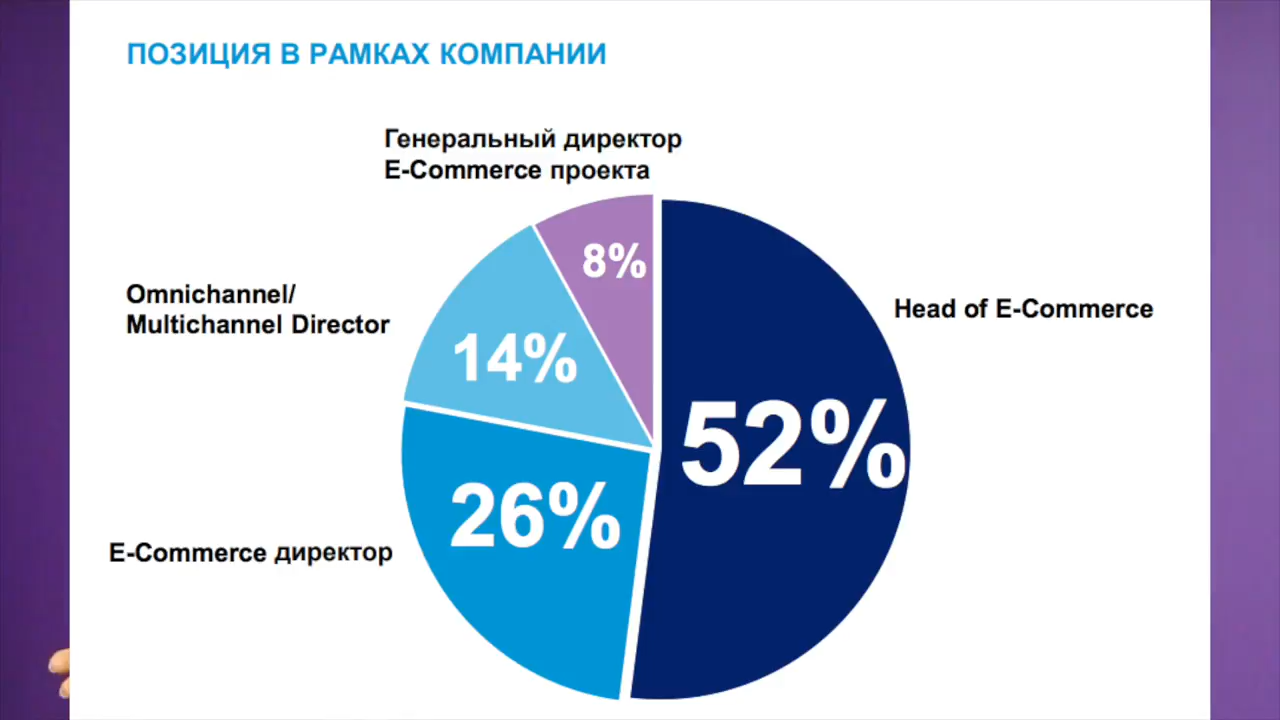 ПОЗИЦИЯ В РАМКАХ КОМПАНИИ
Генеральный директор
E-Commerce проекта
8%
Omnichannel/
Multichannel Director
14%
Head of E-Commerce
52%
26%
E-Commerce директор